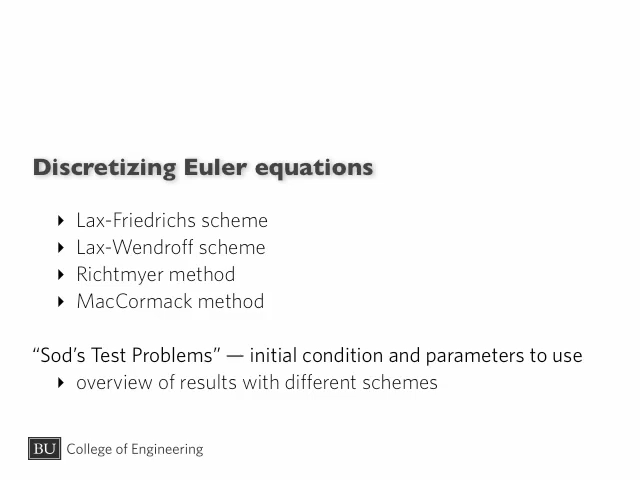 Discretizing Euler equations
Lax-Friedrichs scheme
Lax-Wendroff scheme
Richtmyer method
MacCormack method
“Sod’s Test Problems” — initial condition and parameters to use
overview of results with different schemes
BU College of Engineering